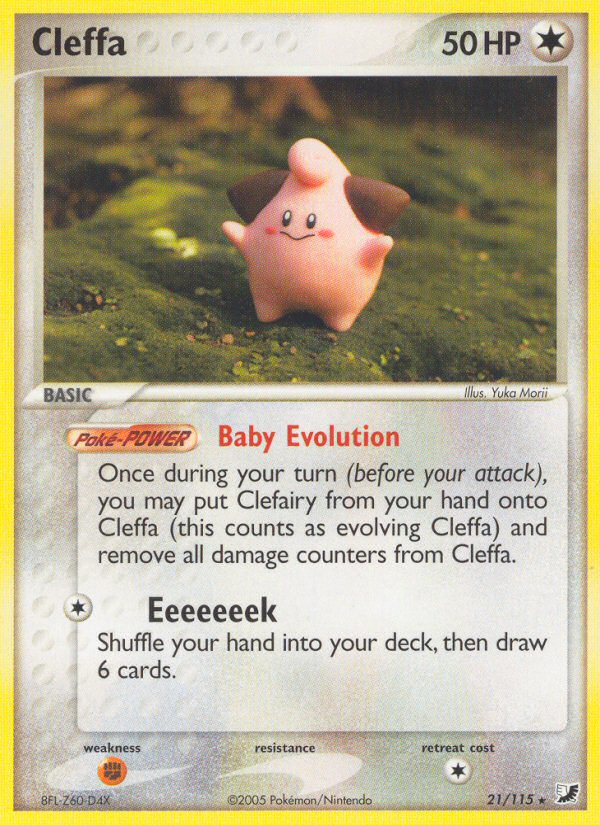 Cleffa 50 HP
BASIC
Illus. Yuka Morii
Poké-POWER Baby Evolution
Once during your turn (before your attack),
you may put Clefairy from your hand onto
Cleffa (this counts as evolving Cleffa) and
remove all damage counters from Cleffa.
Eeeeeeek
Shuffle your hand into your deck, then draw
6 cards.
weakness resistance retreat cost
BFL-Z60-D4X ©2005 Pokémon/Nintendo 21/115 ★